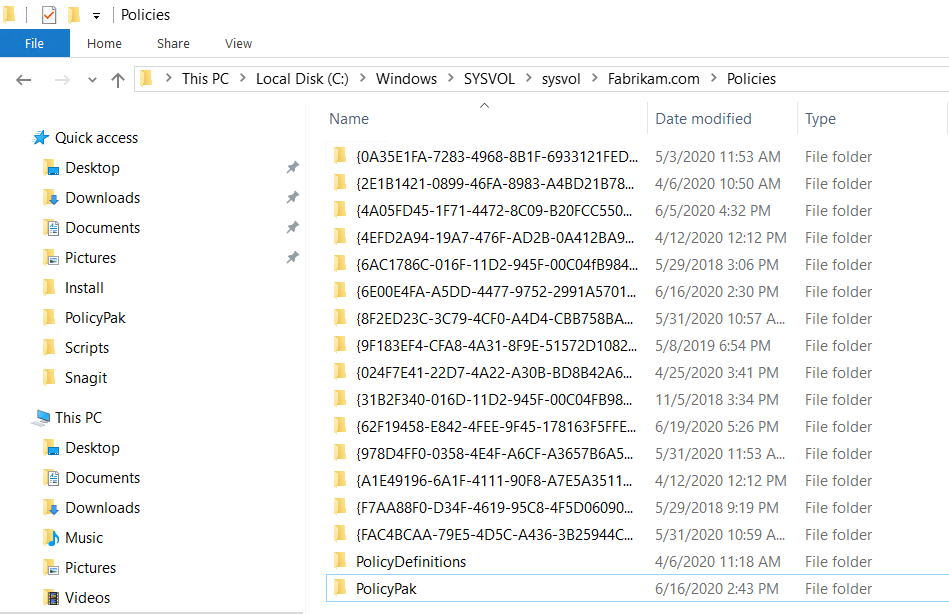 Policies
File Home Share View
This PC Local Disk (C:) Windows SYSVOL sysvol Fabrikam.com Policies
Name Date modified Type
Quick access
Desktop
Downloads
Documents
Pictures
Install
PolicyPak
Scripts
Snagit
This PC
Desktop
Documents
Downloads
Music
Pictures
Videos
{0A35E1FA-7283-4968-8B1F-6933121FED... 5/3/2020 11:53 AM File folder
{2E1B1421-0899-46FA-8983-A4BD21B78... 4/6/2020 10:50 AM File folder
{4A05FD45-1F71-4472-8C09-B20FCC550... 6/5/2020 4:32 PM File folder
{4EFD2A94-19A7-476F-AD2B-0A412BA9... 4/12/2020 12:12 PM File folder
{6AC1786C-016F-11D2-945F-00C04fB984... 5/29/2018 3:06 PM File folder
{6E00E4FA-A5DD-4477-9752-2991A5701... 6/16/2020 2:30 PM File folder
{8F2ED23C-3C79-4CF0-A4D4-CBB758BA... 5/31/2020 10:57 A... File folder
{9F183EF4-CFA8-4A31-8F9E-51572D1082... 5/8/2019 6:54 PM File folder
{024F7E41-22D7-4A22-A30B-BD8B42A6... 4/25/2020 3:41 PM File folder
{31B2F340-016D-11D2-945F-00C04FB98... 11/5/2018 3:34 PM File folder
{62F19458-E842-4FEE-9F45-178163F5FFE... 6/19/2020 5:26 PM File folder
{978D4FF0-0358-4E4F-A6CF-A3657B6A5... 5/31/2020 11:53 A... File folder
{A1E49196-6A1F-4111-90F8-A7E5A3511... 4/12/2020 12:12 PM File folder
{F7AA88F0-D34F-4619-95C8-4F5D06090... 5/29/2018 9:19 PM File folder
{FAC4BCAA-79E5-4D5C-A436-3B25944C... 5/31/2020 10:59 A... File folder
PolicyDefinitions 4/6/2020 11:18 AM File folder
PolicyPak 6/16/2020 2:43 PM File folder